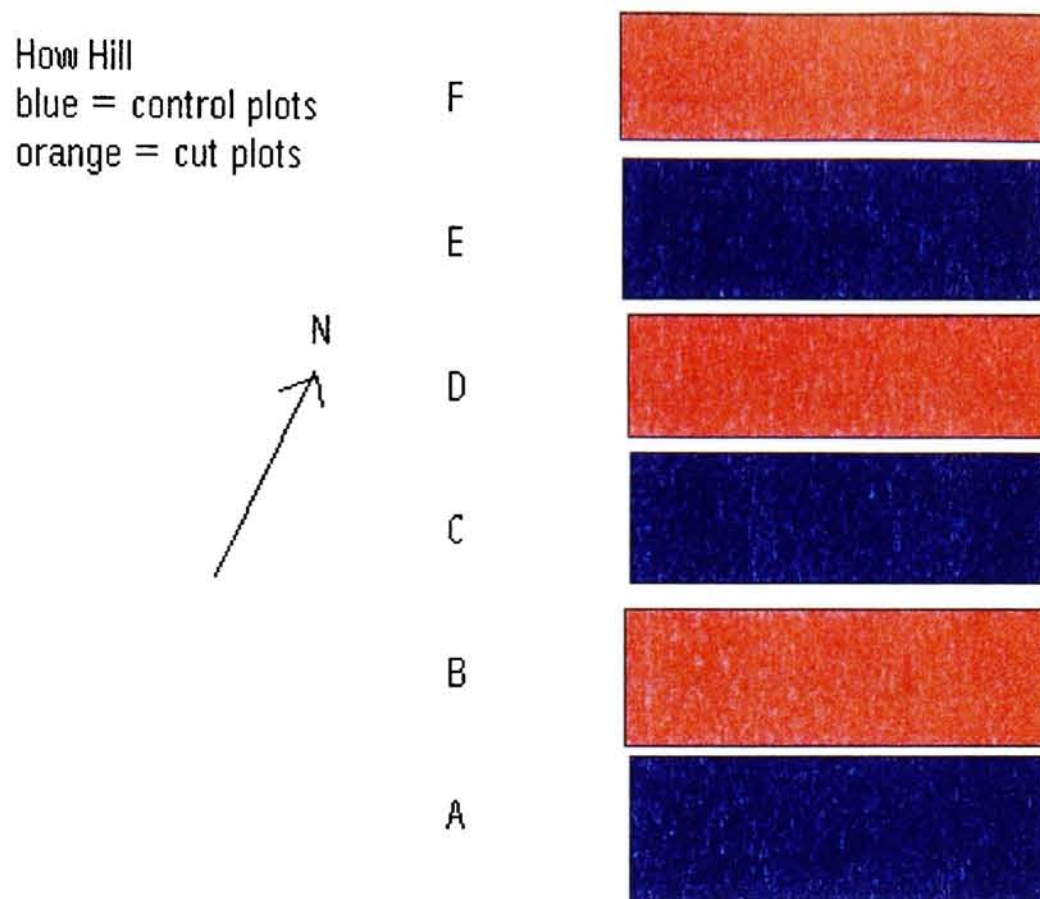 How Hill
blue = control plots
orange = cut plots
F
E
N
D
C
B
A